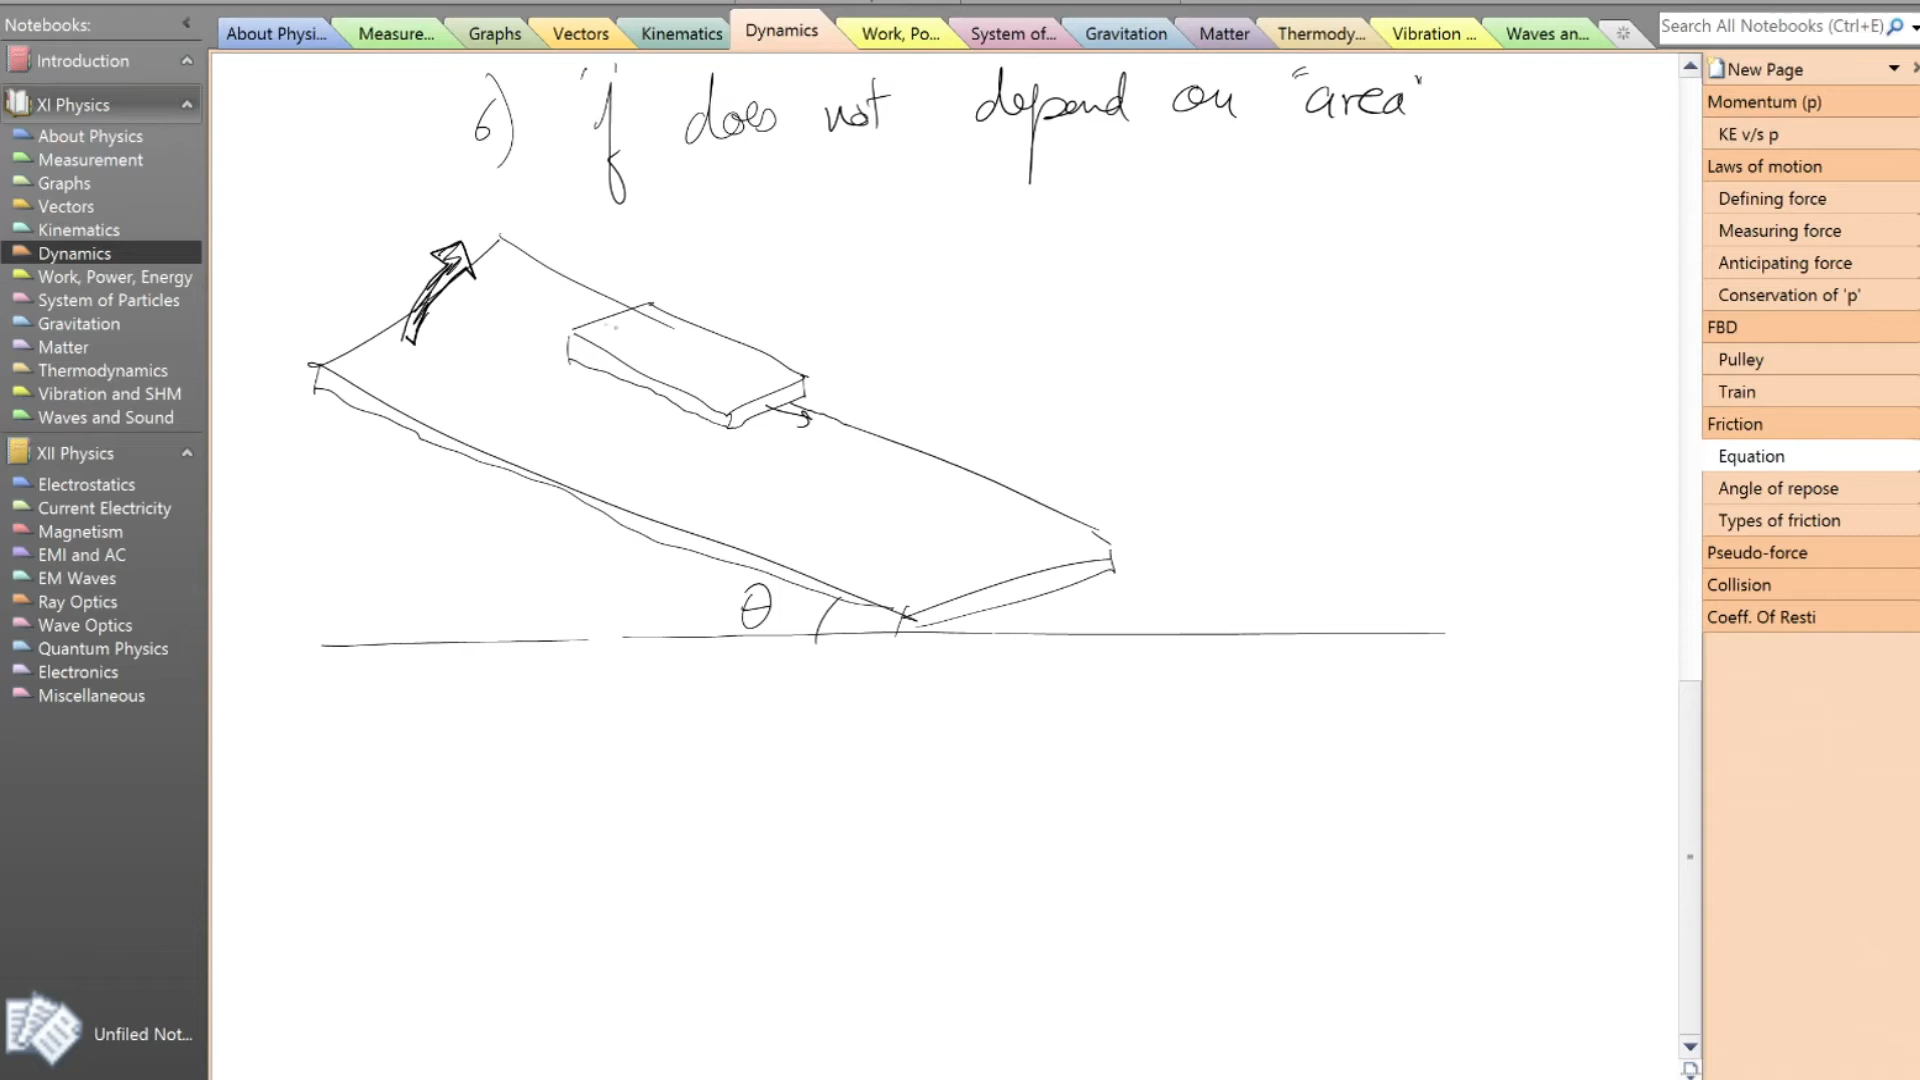 Notebooks:
Introduction
XI Physics
About Physics
Measurement
Graphs
Vectors
Kinematics
Dynamics
Work, Power, Energy
System of Particles
Gravitation
Matter
Thermodynamics
Vibration and SHM
Waves and Sound
XII Physics
Electrostatics
Current Electricity
Magnetism
EMI and AC
EM Waves
Ray Optics
Wave Optics
Quantum Physics
Electronics
Miscellaneous
Unfiled Not...
About Physi... Measure... Graphs Vectors Kinematics Dynamics Work, Po... System of... Gravitation Matter Thermody... Vibration ... Waves an...
Search All Notebooks (Ctrl+E)
6) 'f' does not depend on "area"
θ
New Page
Momentum (p)
KE v/s p
Laws of motion
Defining force
Measuring force
Anticipating force
Conservation of 'p'
FBD
Pulley
Train
Friction
Equation
Angle of repose
Types of friction
Pseudo-force
Collision
Coeff. Of Resti